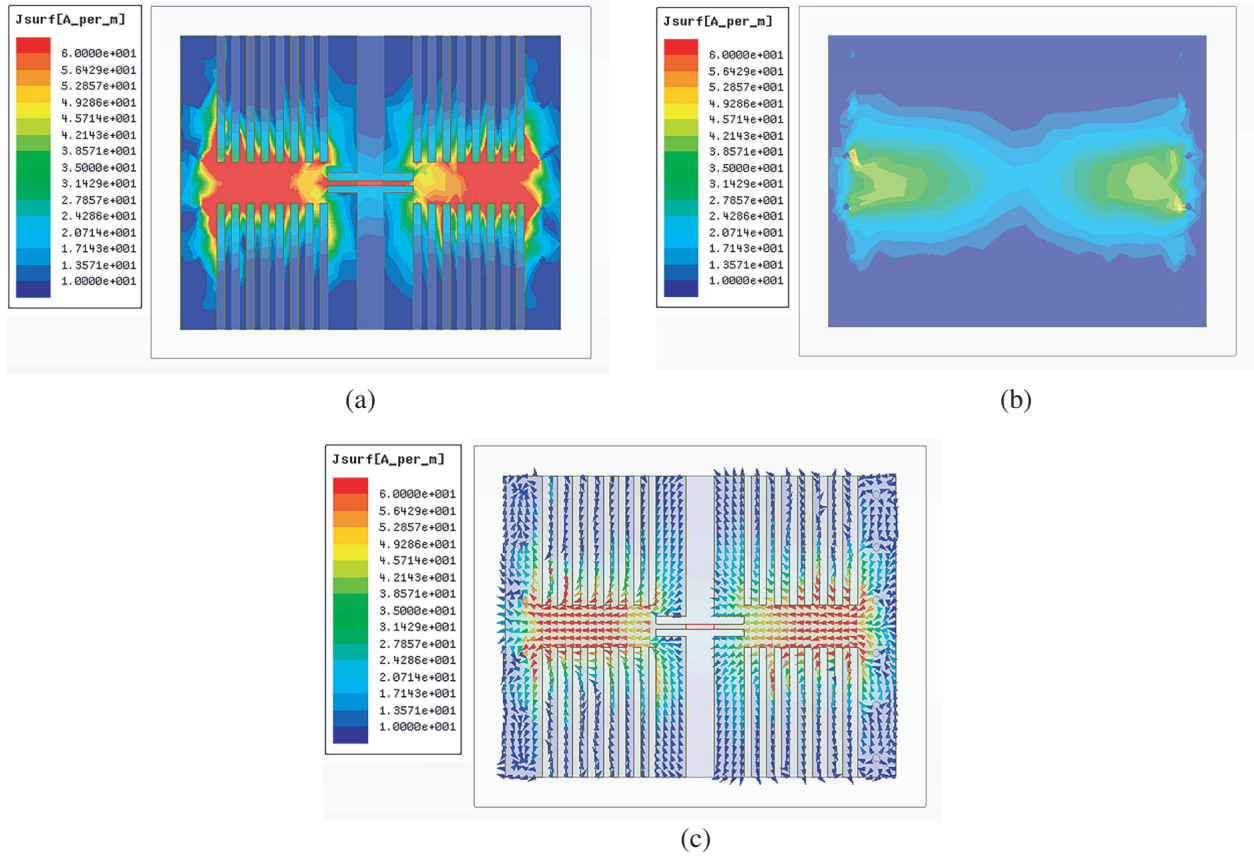 Jsurf[A_per_m]
6.0000e+001
5.6429e+001
5.2857e+001
4.9286e+001
4.5714e+001
4.2143e+001
3.8571e+001
3.5000e+001
3.1429e+001
2.7857e+001
2.4286e+001
2.0714e+001
1.7143e+001
1.3571e+001
1.0000e+001
(a)
Jsurf[A_per_m]
6.0000e+001
5.6429e+001
5.2857e+001
4.9286e+001
4.5714e+001
4.2143e+001
3.8571e+001
3.5000e+001
3.1429e+001
2.7857e+001
2.4286e+001
2.0714e+001
1.7143e+001
1.3571e+001
1.0000e+001
(b)
Jsurf[A_per_m]
6.0000e+001
5.6429e+001
5.2857e+001
4.9286e+001
4.5714e+001
4.2143e+001
3.8571e+001
3.5000e+001
3.1429e+001
2.7857e+001
2.4286e+001
2.0714e+001
1.7143e+001
1.3571e+001
1.0000e+001
(c)